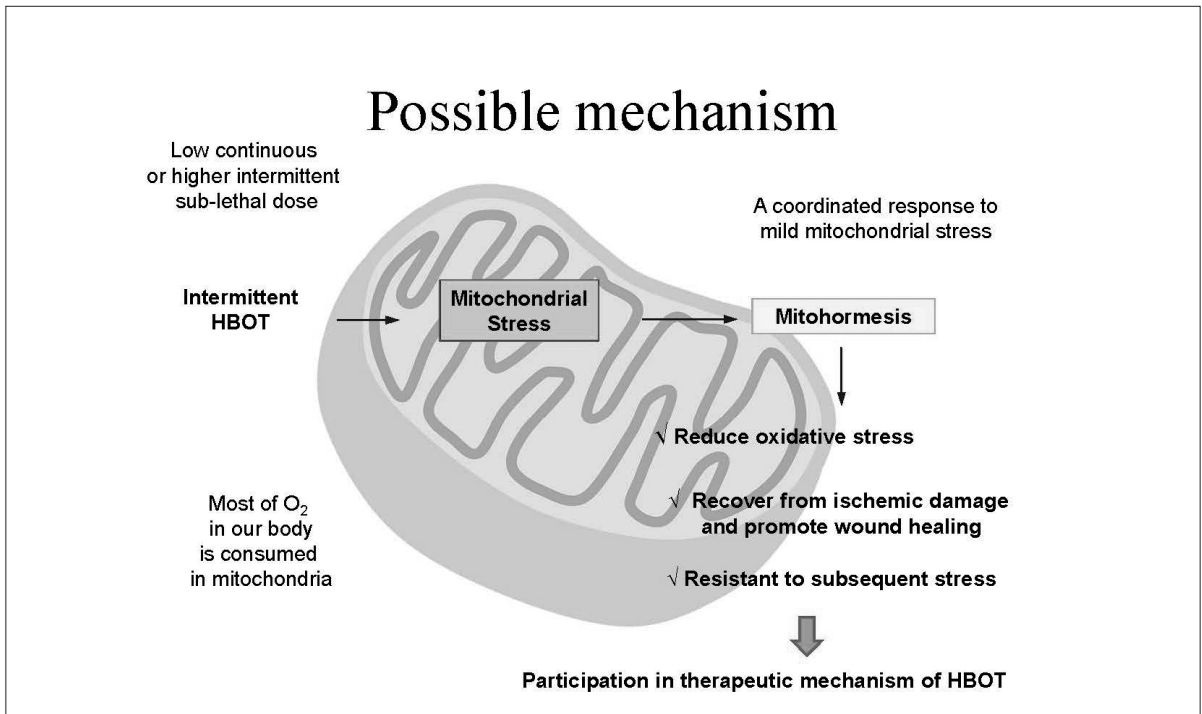 Possible mechanism
Low continuous
or higher intermittent
sub-lethal dose
A coordinated response to
mild mitochondrial stress
Intermittent
HBOT
Mitochondrial
Stress
Mitohormesis
√ Reduce oxidative stress
√ Recover from ischemic damage
and promote wound healing
√ Resistant to subsequent stress
Most of O₂
in our body
is consumed
in mitochondria
Participation in therapeutic mechanism of HBOT